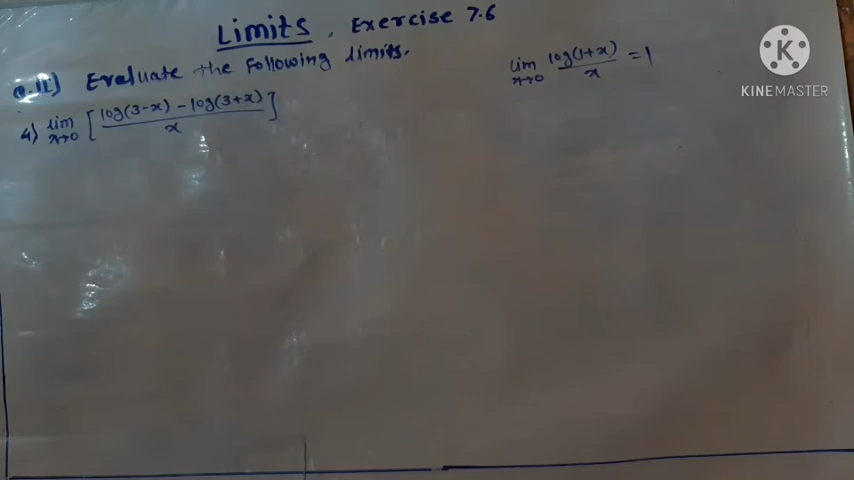 Limits, Exercise 7.6
Q.II) Evaluate the following limits.
lim x→0 log(1+x)/x = 1
4) lim x→0 [log(3-x) - log(3+x)/x]
K
KINEMASTER